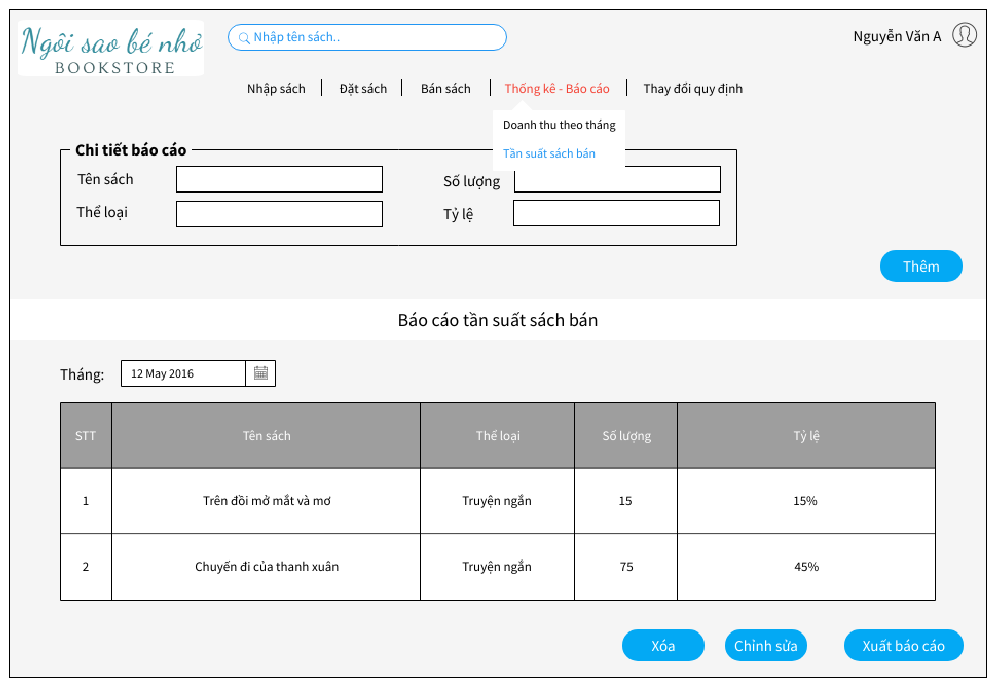 Ngôi sao bé nhỏ
BOOKSTORE
Nhập tên sách..
Nguyễn Văn A
Nhập sách
Đặt sách
Bán sách
Thống kê - Báo cáo
Thay đổi quy định
Doanh thu theo tháng
Tần suất sách bán
Chi tiết báo cáo
Tên sách
Số lượng
Thể loại
Tỷ lệ
Thêm
Báo cáo tần suất sách bán
Tháng: 12 May 2016
STT Tên sách Thể loại Số lượng Tỷ lệ
1 Trên đồi mở mắt và mơ Truyện ngắn 15 15%
2 Chuyến đi của thanh xuân Truyện ngắn 75 45%
Xóa
Chỉnh sửa
Xuất báo cáo